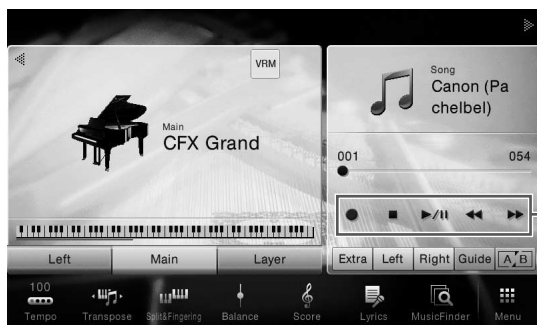 VRM
Main
CFX Grand
Left
Main
Layer
Song
Canon (Pa
chelbel)
001
054
Extra
Left
Right
Guide
A
B
100
Tempo
Transpose
Split&Fingering
Balance
Score
Lyrics
MusicFinder
Menu